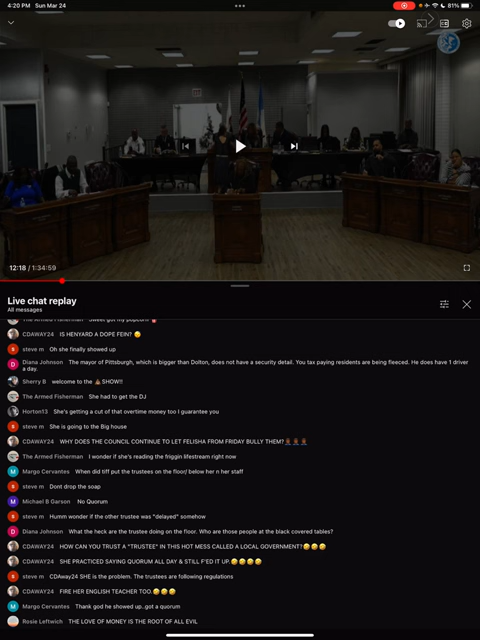 4:20 PM Sun Mar 24
81%
12:18 / 1:34:59
Live chat replay
All messages
The Armed Fisherman Sweet got my popcorn
CDAWAY24 IS HENYARD A DOPE FEIN? 😄
steve m Oh she finally showed up
Diana Johnson The mayor of Pittsburgh, which is bigger than Dolton, does not have a security detail. You tax paying residents are being fleeced. He does have 1 driver
a day.
Sherry B welcome to the 💩 SHOW!!
The Armed Fisherman She had to get the DJ
Horton13 She's getting a cut of that overtime money too I guarantee you
steve m She is going to the Big house
CDAWAY24 WHY DOES THE COUNCIL CONTINUE TO LET FELISHA FROM FRIDAY BULLY THEM?
The Armed Fisherman I wonder if she's reading the friggin lifestream right now
Margo Cervantes When did tiff put the trustees on the floor/ below her n her staff
steve m Dont drop the soap
Michael B Garson No Quorum
steve m Humm wonder if the other trustee was "delayed" somehow
Diana Johnson What the heck are the trustee doing on the floor. Who are those people at the black covered tables?
CDAWAY24 HOW CAN YOU TRUST A "TRUSTEE" IN THIS HOT MESS CALLED A LOCAL GOVERNMENT?🤣🤣🤣
CDAWAY24 SHE PRACTICED SAYING QUORUM ALL DAY & STILL F'ED IT UP.🤣🤣🤣🤣
steve m CDAway24 SHE is the problem. The trustees are following regulations
CDAWAY24 FIRE HER ENGLISH TEACHER TOO.🤣🤣🤣
Margo Cervantes Thank god he showed up..got a quorum
Rosie Leftwich THE LOVE OF MONEY IS THE ROOT OF ALL EVIL